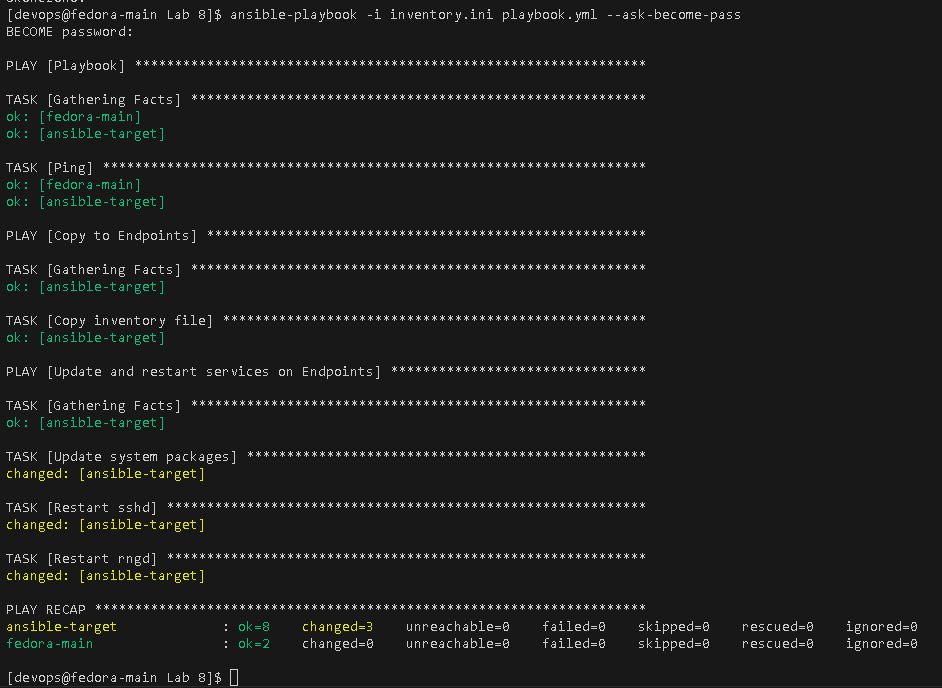 [devops@fedora-main Lab 8]$ ansible-playbook -i inventory.ini playbook.yml --ask-become-pass
BECOME password:
PLAY [Playbook] ****************************************************************
TASK [Gathering Facts] *********************************************************
ok: [fedora-main]
ok: [ansible-target]
TASK [Ping] ********************************************************************
ok: [fedora-main]
ok: [ansible-target]
PLAY [Copy to Endpoints] *******************************************************
TASK [Gathering Facts] *********************************************************
ok: [ansible-target]
TASK [Copy inventory file] *****************************************************
ok: [ansible-target]
PLAY [Update and restart services on Endpoints] ********************************
TASK [Gathering Facts] *********************************************************
ok: [ansible-target]
TASK [Update system packages] **************************************************
changed: [ansible-target]
TASK [Restart sshd] ************************************************************
changed: [ansible-target]
TASK [Restart rngd] ************************************************************
changed: [ansible-target]
PLAY RECAP *********************************************************************
ansible-target : ok=8 changed=3 unreachable=0 failed=0 skipped=0 rescued=0 ignored=0
fedora-main : ok=2 changed=0 unreachable=0 failed=0 skipped=0 rescued=0 ignored=0
[devops@fedora-main Lab 8]$